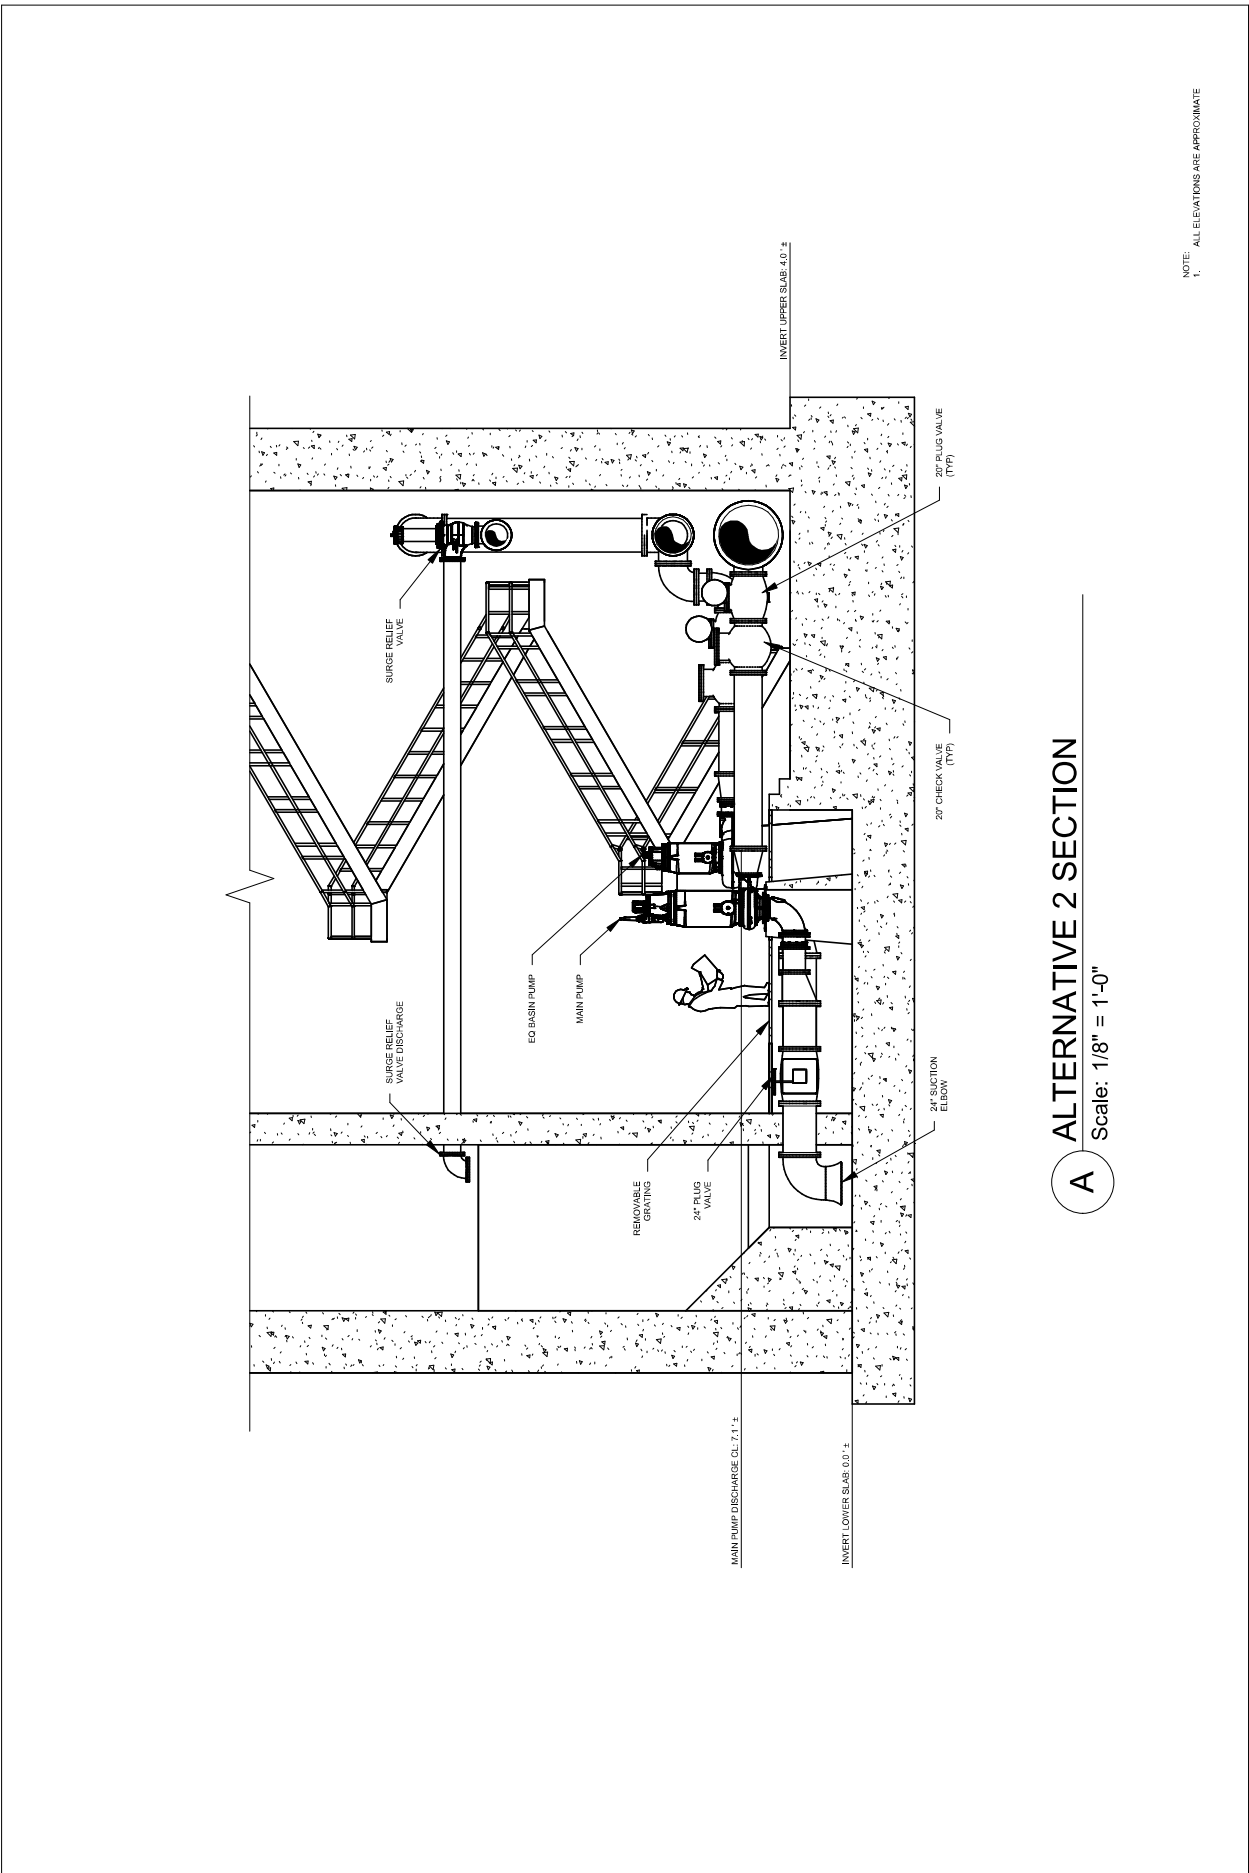 SURGE RELIEF
VALVE DISCHARGE
SURGE RELIEF
VALVE
EQ BASIN PUMP
MAIN PUMP
REMOVABLE
GRATING
24" PLUG
VALVE
MAIN PUMP DISCHARGE CL: 7.1 ' ±
INVERT UPPER SLAB: 4.0 ' ±
INVERT LOWER SLAB: 0.0 ' ±
24" SUCTION
ELBOW
20" CHECK VALVE
(TYP)
20" PLUG VALVE
(TYP)
A
ALTERNATIVE 2 SECTION
Scale: 1/8" = 1'-0"
NOTE:
1. ALL ELEVATIONS ARE APPROXIMATE